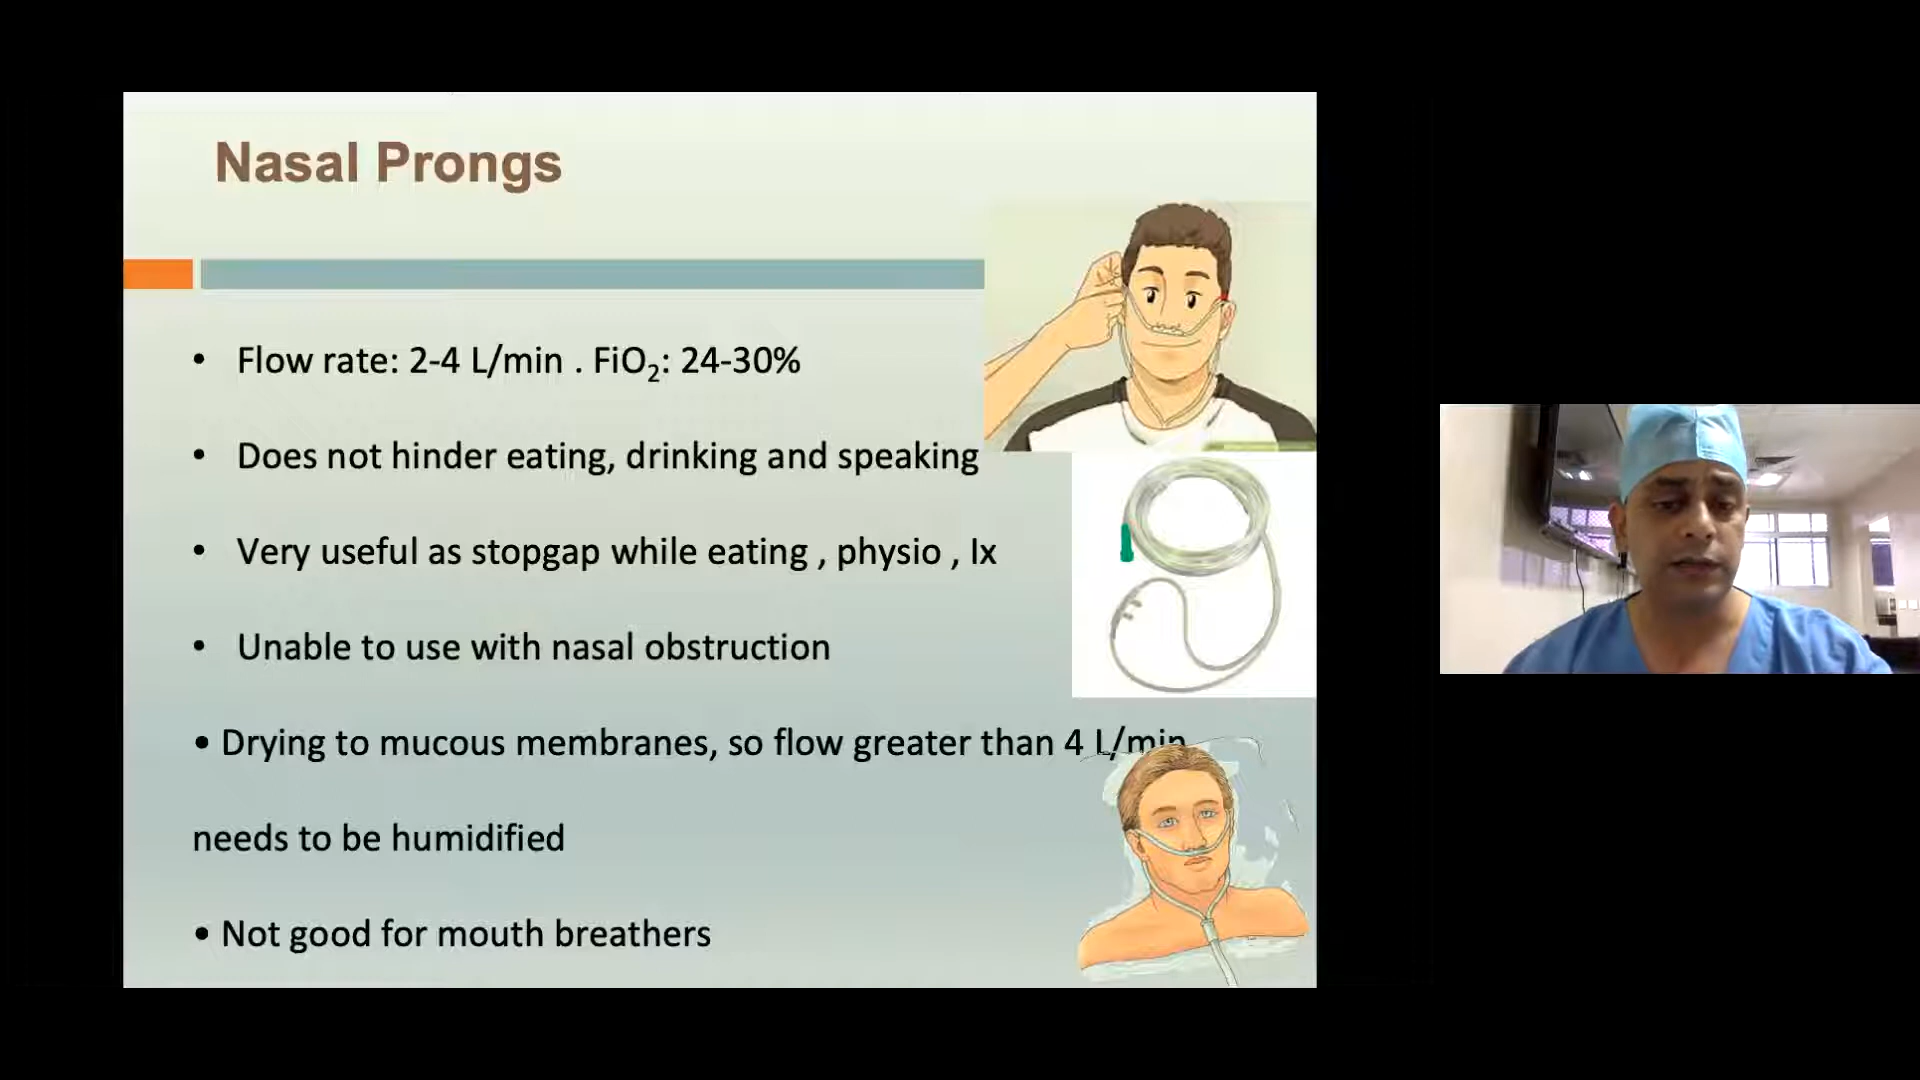 Nasal Prongs
• Flow rate: 2-4 L/min . FiO₂: 24-30%
• Does not hinder eating, drinking and speaking
• Very useful as stopgap while eating , physio , Ix
• Unable to use with nasal obstruction
• Drying to mucous membranes, so flow greater than 4 L/min
needs to be humidified
• Not good for mouth breathers